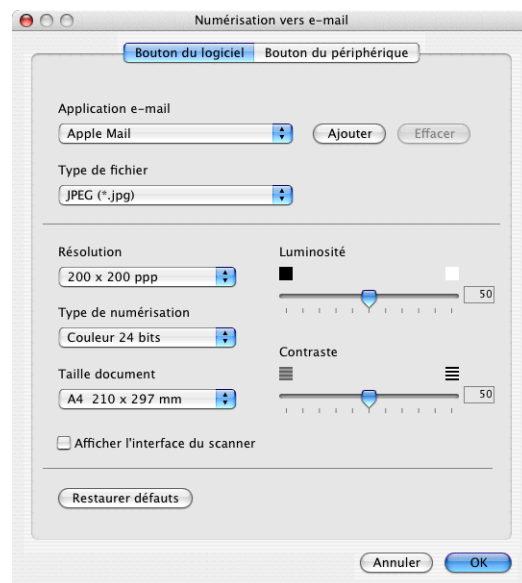 Numérisation vers e-mail
Bouton du logiciel Bouton du périphérique
Application e-mail
Apple Mail Ajouter Effacer
Type de fichier
JPEG (*.jpg)
Résolution
200 x 200 ppp
Type de numérisation
Couleur 24 bits
Taille document
A4 210 x 297 mm
Afficher l'interface du scanner
Luminosité
50
Contraste
50
Restaurer défauts
Annuler OK